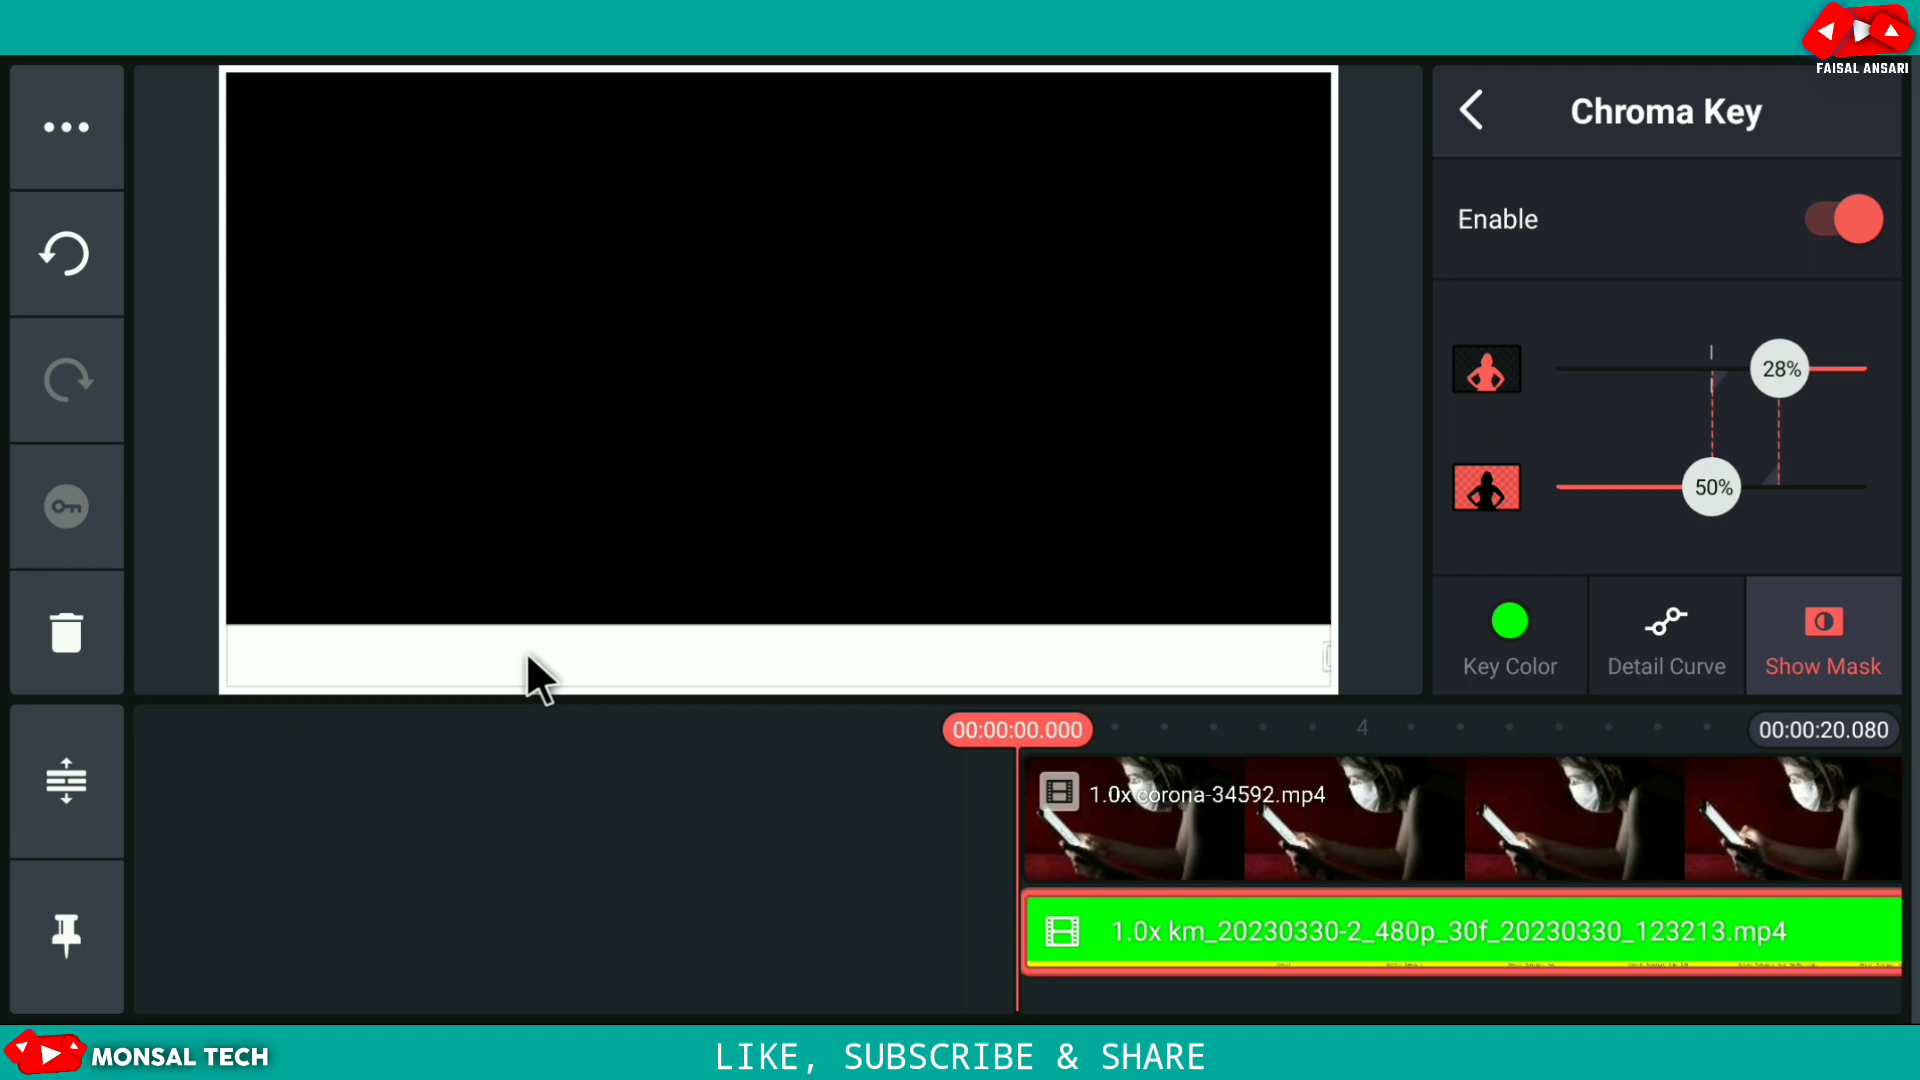 FAISAL ANSARI
Chroma Key
Enable
28%
50%
Key Color
Detail Curve
Show Mask
00:00:00.000
4
00:00:20.080
1.0x corona-34592.mp4
1.0x km_20230330-2_480p_30f_20230330_123213.mp4
MONSAL TECH
LIKE, SUBSCRIBE & SHARE